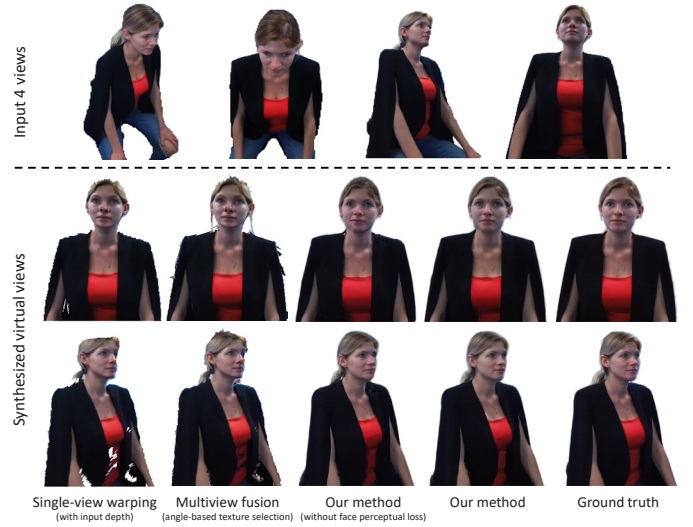 Input 4 views
Synthesized virtual views
Single-view warping
(with input depth)
Multiview fusion
(angle-based texture selection)
Our method
(without face perceptual loss)
Our method
Ground truth